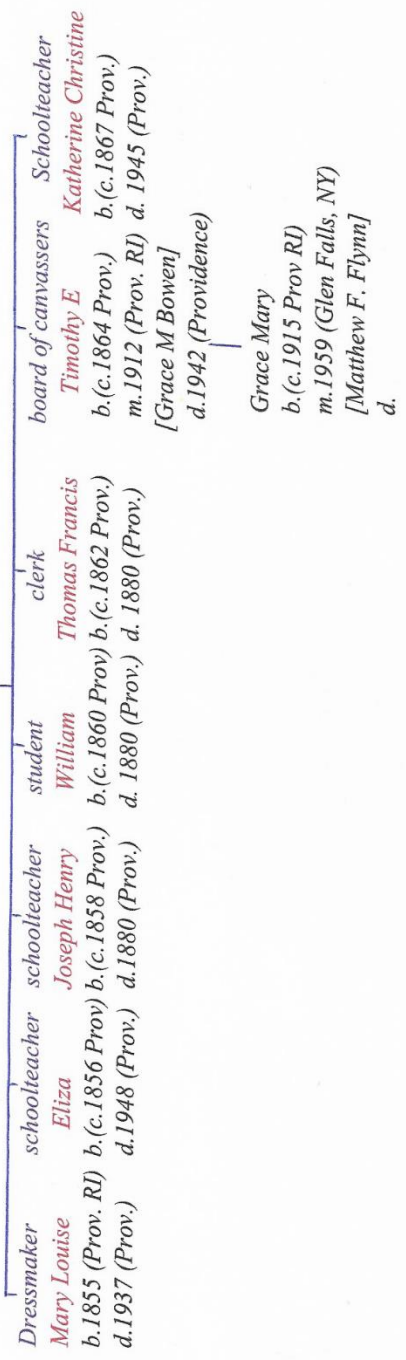 Dressmaker
Mary Louise
b.1855 (Prov. RI)
d.1937 (Prov.)
schoolteacher
Eliza
b.(c.1856 Prov)
d.1948 (Prov.)
schoolteacher
Joseph Henry
b.(c.1858 Prov.)
d.1880 (Prov.)
student
William
b.(c.1860 Prov)
d. 1880 (Prov.)
clerk
Thomas Francis
b.(c.1862 Prov.)
d. 1880 (Prov.)
board of canvassers
Timothy E
b.(c.1864 Prov.)
m.1912 (Prov. RI)
[Grace M Bowen]
d.1942 (Providence)
Grace Mary
b.(c.1915 Prov RI)
m.1959 (Glen Falls, NY)
[Matthew F. Flynn]
d.
Schoolteacher
Katherine Christine
b.(c.1867 Prov.)
d. 1945 (Prov.)